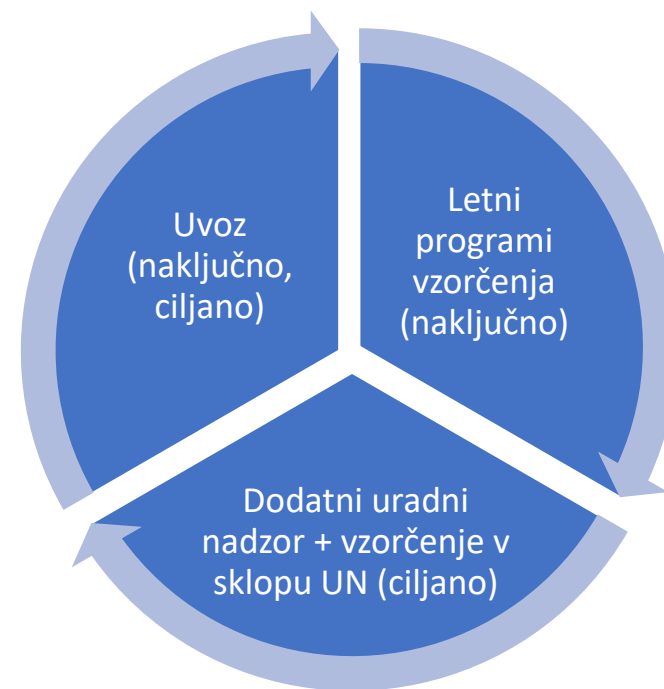 Uvoz
(naključno,
ciljano)
Letni
programi
vzorčenja
(naključno)
Dodatni uradni
nadzor + vzorčenje v
sklopu UN (ciljano)